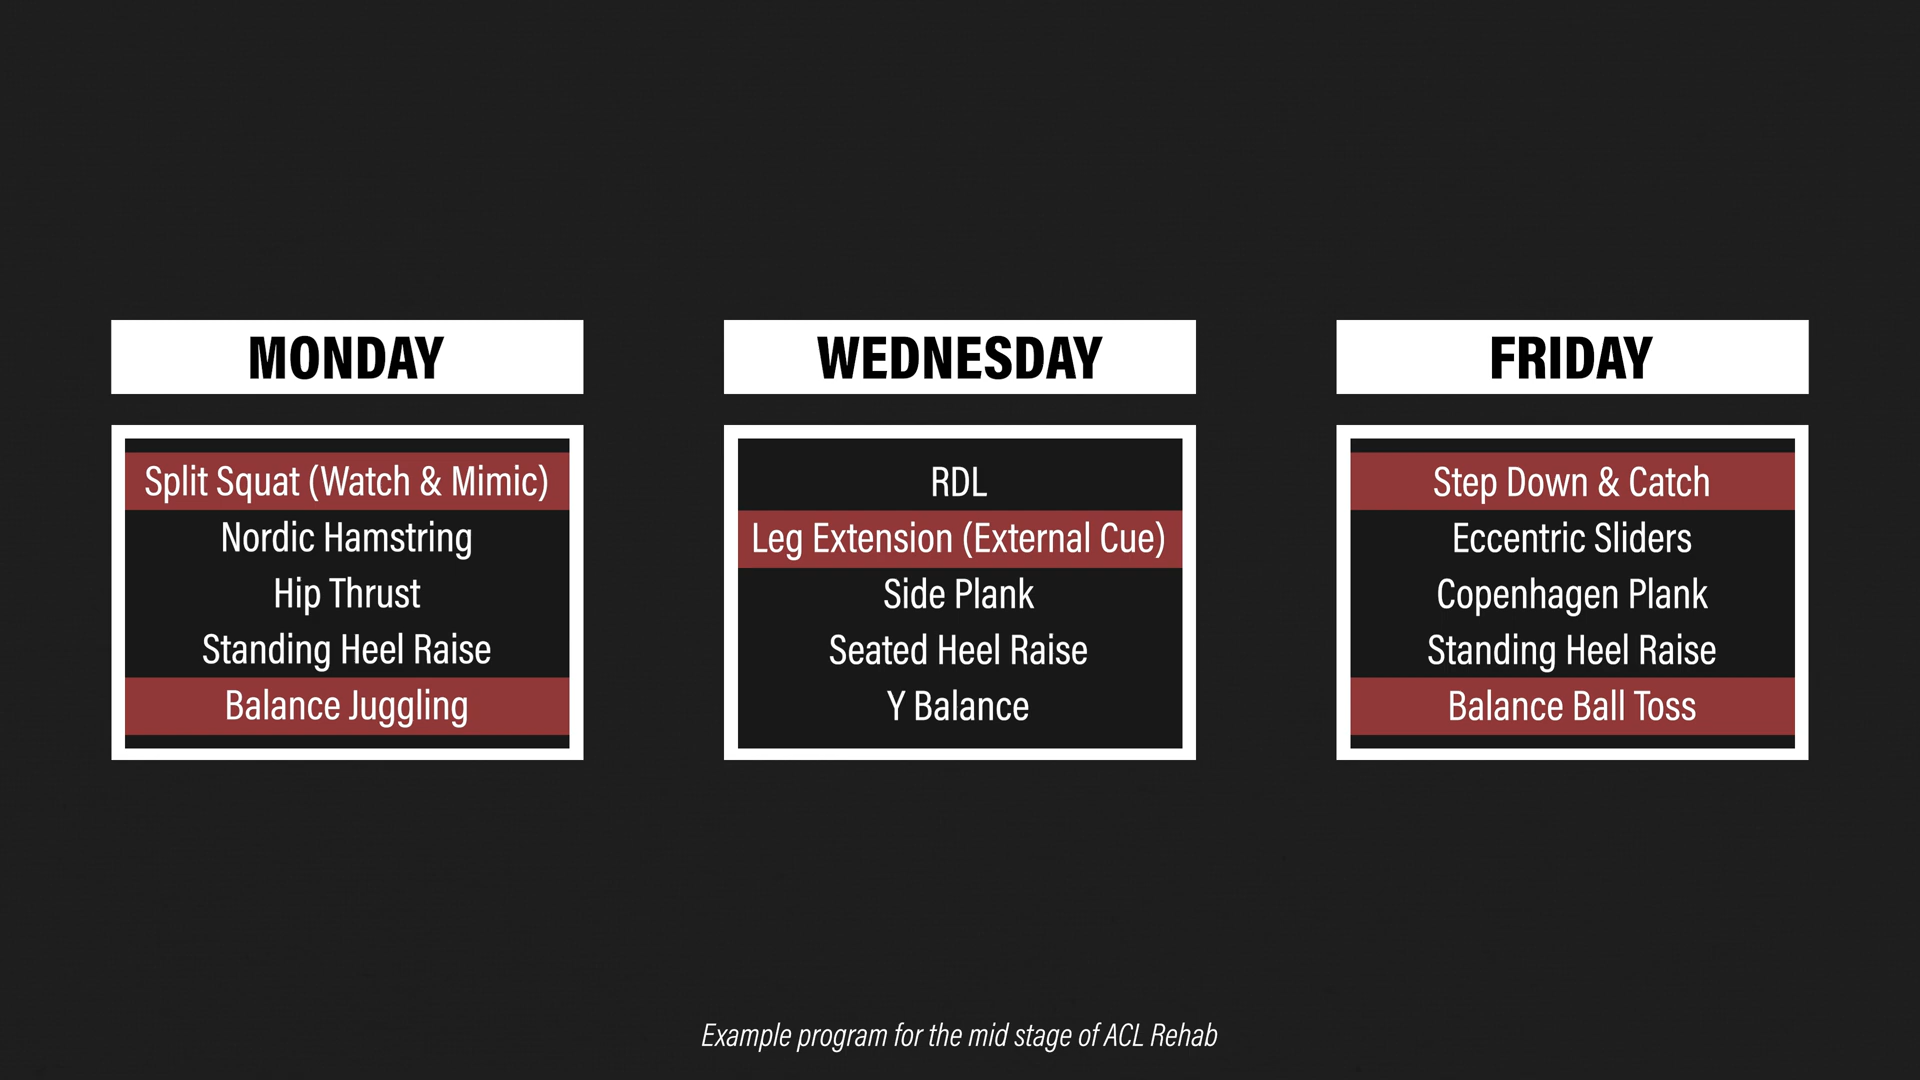 MONDAY
Split Squat (Watch & Mimic)
Nordic Hamstring
Hip Thrust
Standing Heel Raise
Balance Juggling
WEDNESDAY
RDL
Leg Extension (External Cue)
Side Plank
Seated Heel Raise
Y Balance
FRIDAY
Step Down & Catch
Eccentric Sliders
Copenhagen Plank
Standing Heel Raise
Balance Ball Toss
Example program for the mid stage of ACL Rehab